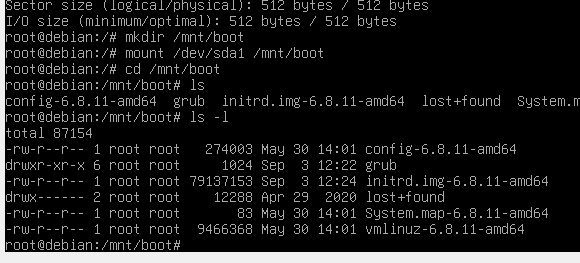 Sector size (logical/physical): 512 bytes / 512 bytes
I/O size (minimum/optimal): 512 bytes / 512 bytes
root@debian:/# mkdir /mnt/boot
root@debian:/# mount /dev/sda1 /mnt/boot
root@debian:/# cd /mnt/boot
root@debian:/mnt/boot# ls
config-6.8.11-amd64  grub  initrd.img-6.8.11-amd64  lost+found  System.m
root@debian:/mnt/boot# ls -l
total 87154
-rw-r--r-- 1 root root   274003 May 30 14:01 config-6.8.11-amd64
drwxr-xr-x 6 root root     1024 Sep  3 12:22 grub
-rw-r--r-- 1 root root 79137153 Sep  3 12:24 initrd.img-6.8.11-amd64
drwx------ 2 root root    12288 Apr 29  2020 lost+found
-rw-r--r-- 1 root root       83 May 30 14:01 System.map-6.8.11-amd64
-rw-r--r-- 1 root root  9466368 May 30 14:01 vmlinuz-6.8.11-amd64
root@debian:/mnt/boot#